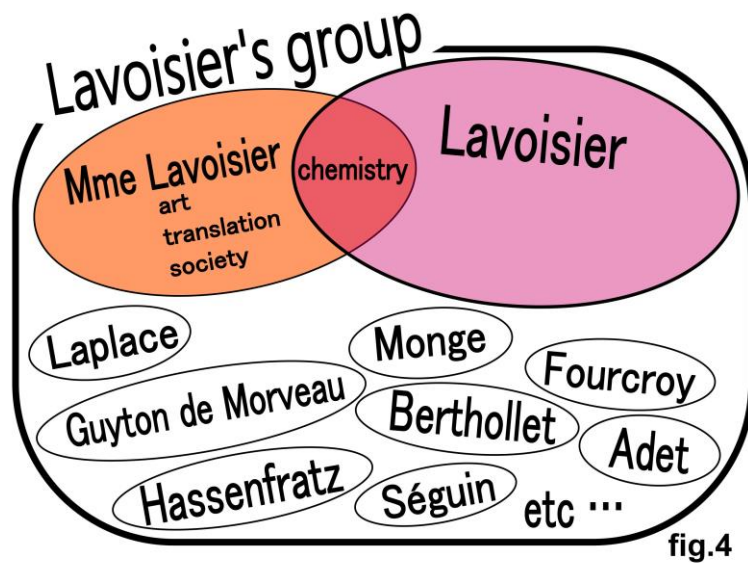 Lavoisier's group
Mme Lavoisier
art
translation
society
chemistry
Lavoisier
Laplace
Monge
Fourcroy
Guyton de Morveau
Berthollet
Adet
Hassenfratz
Séguin
etc …
fig.4